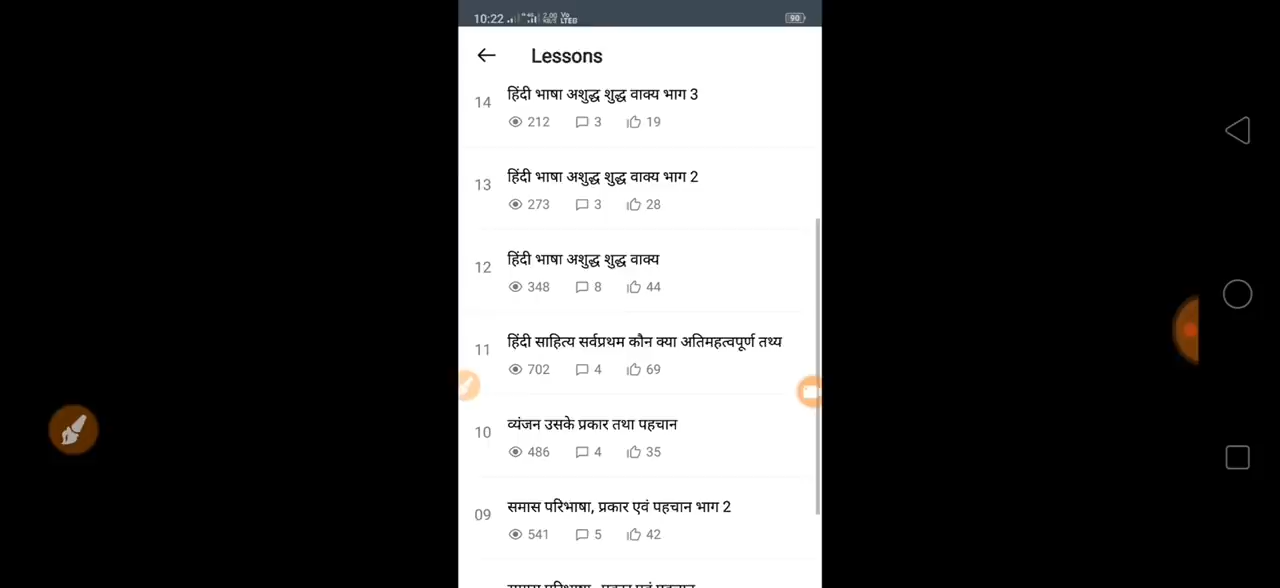 10:22
90
Lessons
14
हिंदी भाषा अशुद्ध शुद्ध वाक्य भाग 3
212 3 19
13
हिंदी भाषा अशुद्ध शुद्ध वाक्य भाग 2
273 3 28
12
हिंदी भाषा अशुद्ध शुद्ध वाक्य
348 8 44
11
हिंदी साहित्य सर्वप्रथम कौन क्या अतिमहत्वपूर्ण तथ्य
702 4 69
10
व्यंजन उसके प्रकार तथा पहचान
486 4 35
09
समास परिभाषा, प्रकार एवं पहचान भाग 2
541 5 42